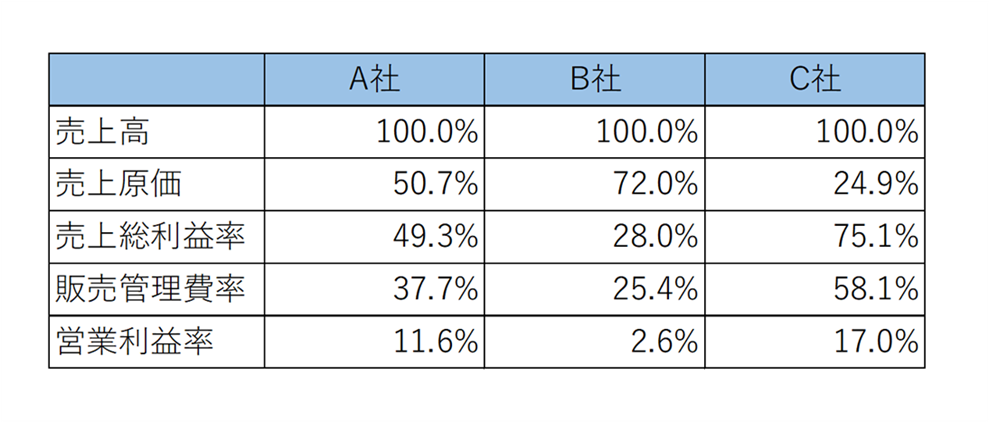 A社 B社 C社
売上高 100.0% 100.0% 100.0%
売上原価 50.7% 72.0% 24.9%
売上総利益率 49.3% 28.0% 75.1%
販売管理費率 37.7% 25.4% 58.1%
営業利益率 11.6% 2.6% 17.0%